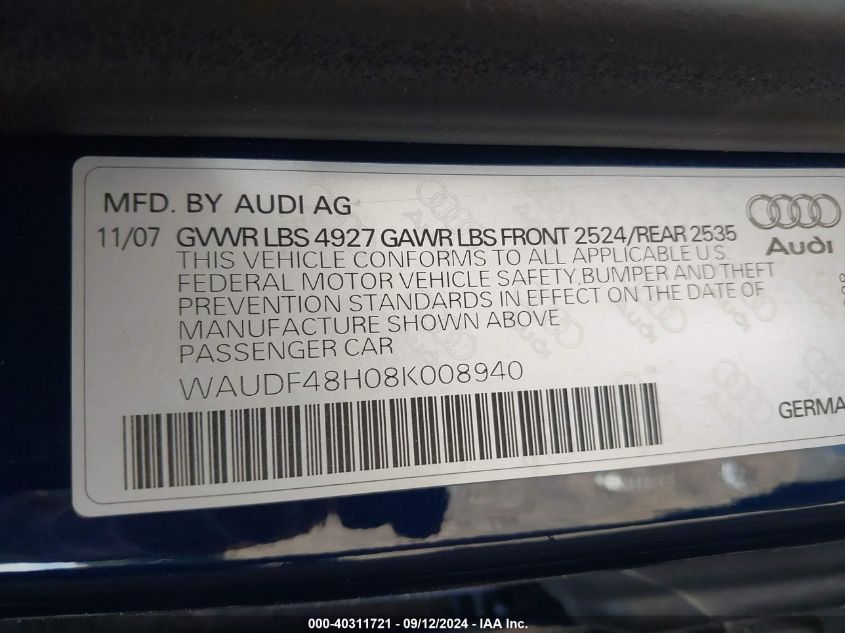 MFD. BY AUDI AG
11/07 GVWR LBS 4927 GAWR LBS FRONT 2524/REAR 2535
Audi
THIS VEHICLE CONFORMS TO ALL APPLICABLE U.S.
FEDERAL MOTOR VEHICLE SAFETY,BUMPER AND THEFT
PREVENTION STANDARDS IN EFFECT ON THE DATE OF
MANUFACTURE SHOWN ABOVE
PASSENGER CAR
WAUDF48H08K008940
GERMA
000-40311721 - 09/12/2024 - IAA Inc.